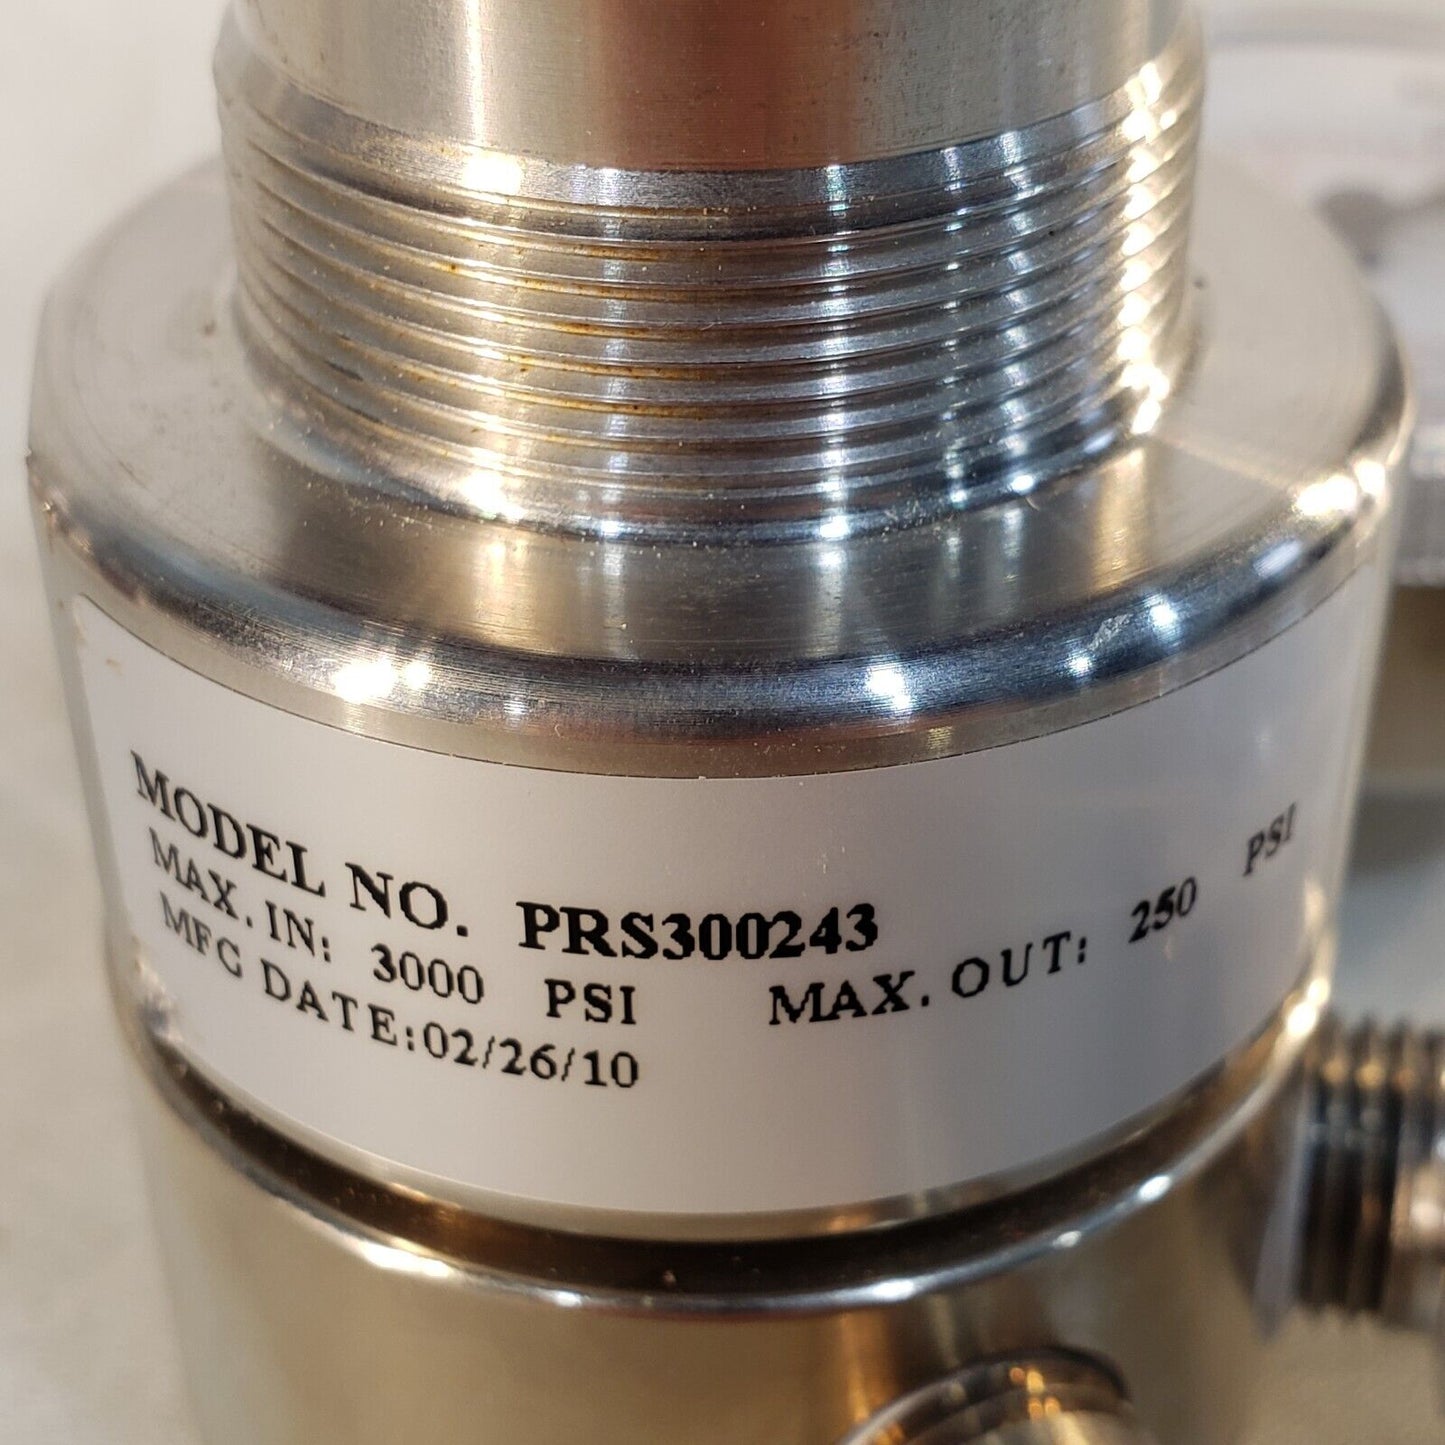 MODEL NO. PRS300243
MAX. IN: 3000 PSI MAX. OUT: 250 PSI
MFG DATE:02/26/10